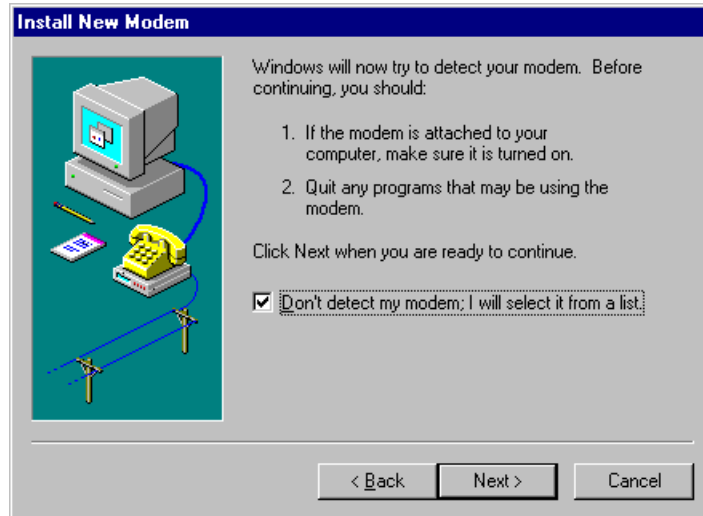 Install New Modem
Windows will now try to detect your modem. Before
continuing, you should:
1. If the modem is attached to your
computer, make sure it is turned on.
2. Quit any programs that may be using the
modem.
Click Next when you are ready to continue.
Don't detect my modem; I will select it from a list.
< Back
Next >
Cancel